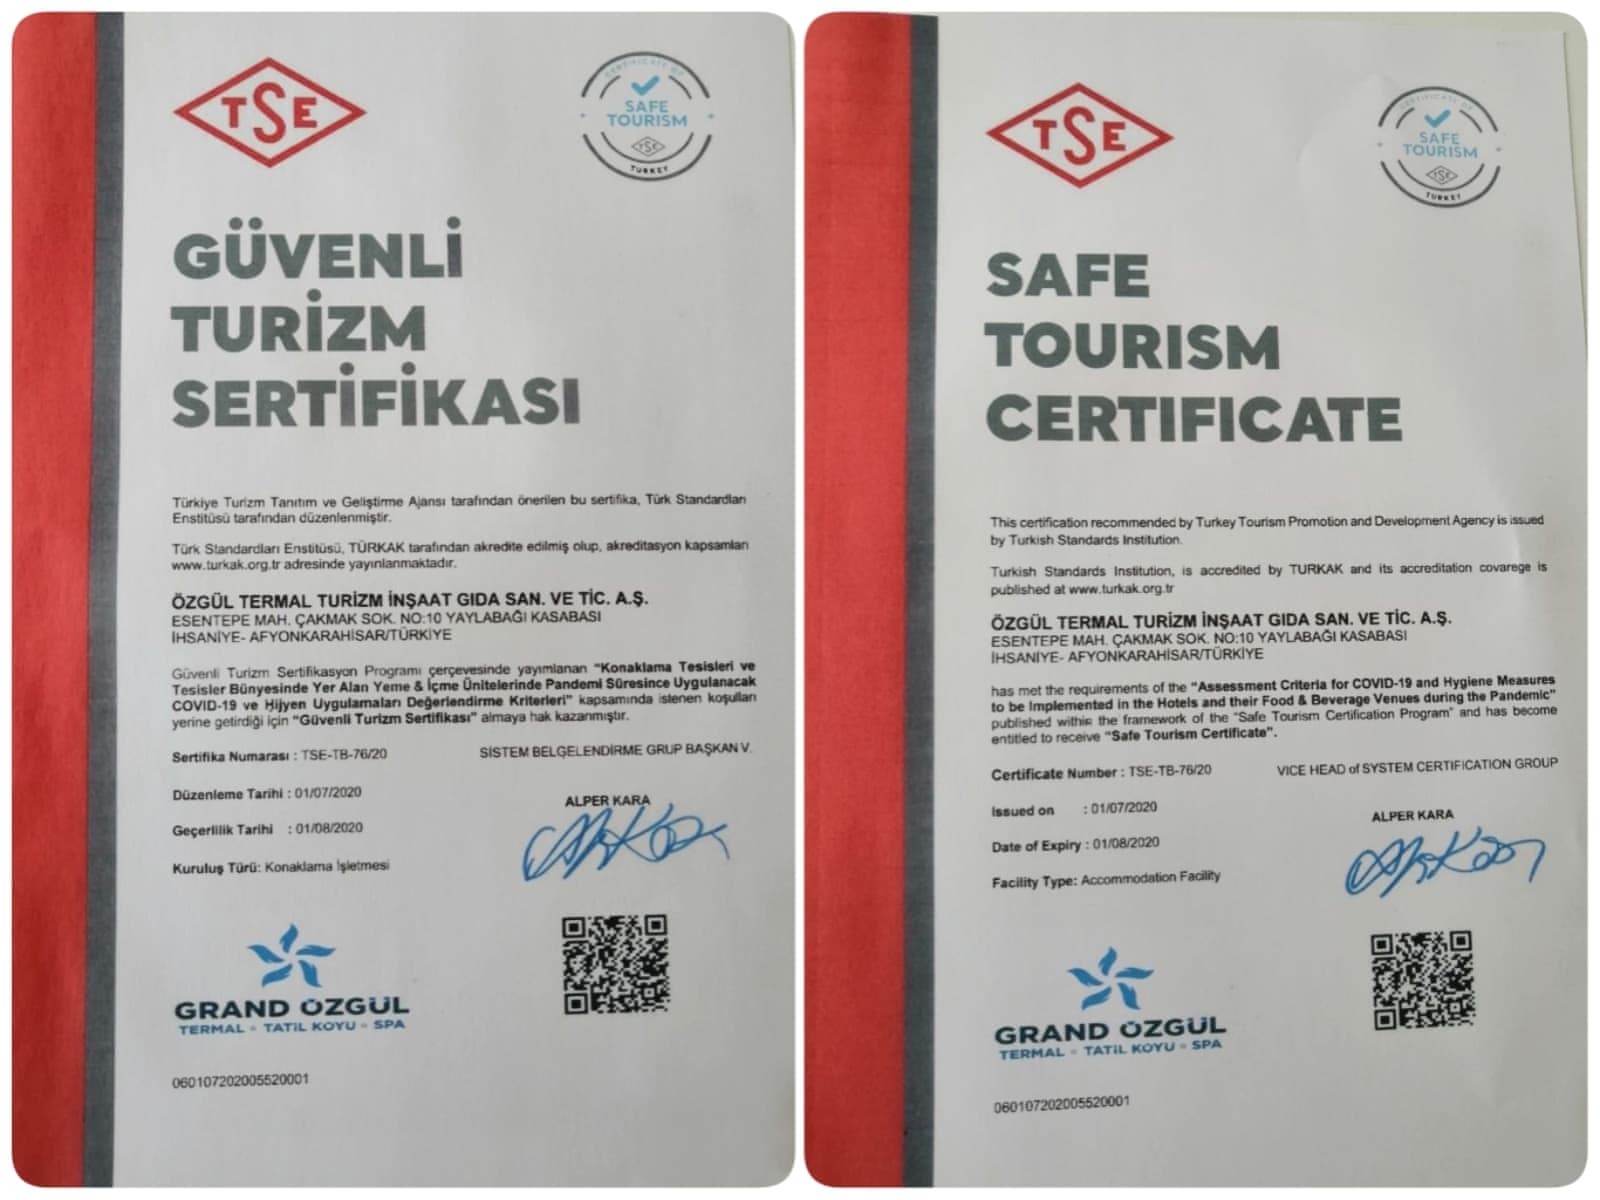 TSE
CERTIFICATE OF
SAFE
TOURISM
TSE
TURKEY
GÜVENLİ
TURİZM
SERTİFİKASI
Türkiye Turizm Tanıtım ve Geliştirme Ajansı tarafından önerilen bu sertifika, Türk Standardları
Enstitüsü tarafından düzenlenmiştir.
Türk Standardları Enstitüsü, TÜRKAK tarafından akredite edilmiş olup, akreditasyon kapsamları
www.turkak.org.tr adresinde yayınlanmaktadır.
ÖZGÜL TERMAL TURİZM İNŞAAT GIDA SAN. VE TİC. A.Ş.
ESENTEPE MAH. ÇAKMAK SOK. NO:10 YAYLABAĞI KASABASI
İHSANİYE- AFYONKARAHİSAR/TÜRKİYE
Güvenli Turizm Sertifikasyon Programı çerçevesinde yayımlanan “Konaklama Tesisleri ve
Tesisler Bünyesinde Yer Alan Yeme & İçme Ünitelerinde Pandemi Süresince Uygulanacak
COVID-19 ve Hijyen Uygulamaları Değerlendirme Kriterleri” kapsamında istenen koşulları
yerine getirdiği için “Güvenli Turizm Sertifikası” almaya hak kazanmıştır.
Sertifika Numarası : TSE-TB-76/20
SİSTEM BELGELENDİRME GRUP BAŞKAN V.
Düzenleme Tarihi : 01/07/2020
ALPER KARA
Geçerlilik Tarihi : 01/08/2020
Kuruluş Türü: Konaklama İşletmesi
GRAND ÖZGÜL
TERMAL - TATİL KOYU - SPA
060107202005520001
TSE
CERTIFICATE OF
SAFE
TOURISM
TSE
TURKEY
SAFE
TOURISM
CERTIFICATE
This certification recommended by Turkey Tourism Promotion and Development Agency is issued
by Turkish Standards Institution.
Turkish Standards Institution, is accredited by TURKAK and its accreditation covarege is
published at www.turkak.org.tr
ÖZGÜL TERMAL TURİZM İNŞAAT GIDA SAN. VE TİC. A.Ş.
ESENTEPE MAH. ÇAKMAK SOK. NO:10 YAYLABAĞI KASABASI
İHSANİYE- AFYONKARAHİSAR/TÜRKİYE
has met the requirements of the “Assessment Criteria for COVID-19 and Hygiene Measures
to be Implemented in the Hotels and their Food & Beverage Venues during the Pandemic”
published within the framework of the “Safe Tourism Certification Program” and has become
entitled to receive “Safe Tourism Certificate”.
Certificate Number : TSE-TB-76/20
VICE HEAD of SYSTEM CERTIFICATION GROUP
Issued on : 01/07/2020
ALPER KARA
Date of Expiry : 01/08/2020
Facility Type: Accommodation Facility
GRAND ÖZGÜL
TERMAL - TATİL KOYU - SPA
060107202005520001